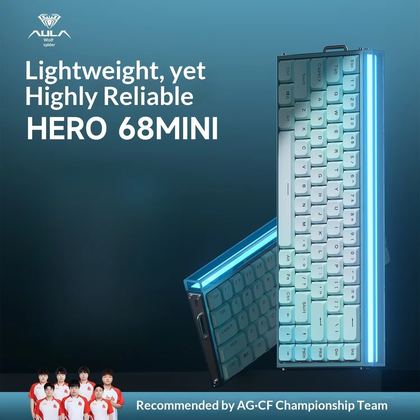 AULA
Wolf
spider
Lightweight, yet
Highly Reliable
HERO 68MINI
Recommended by AG·CF Championship Team